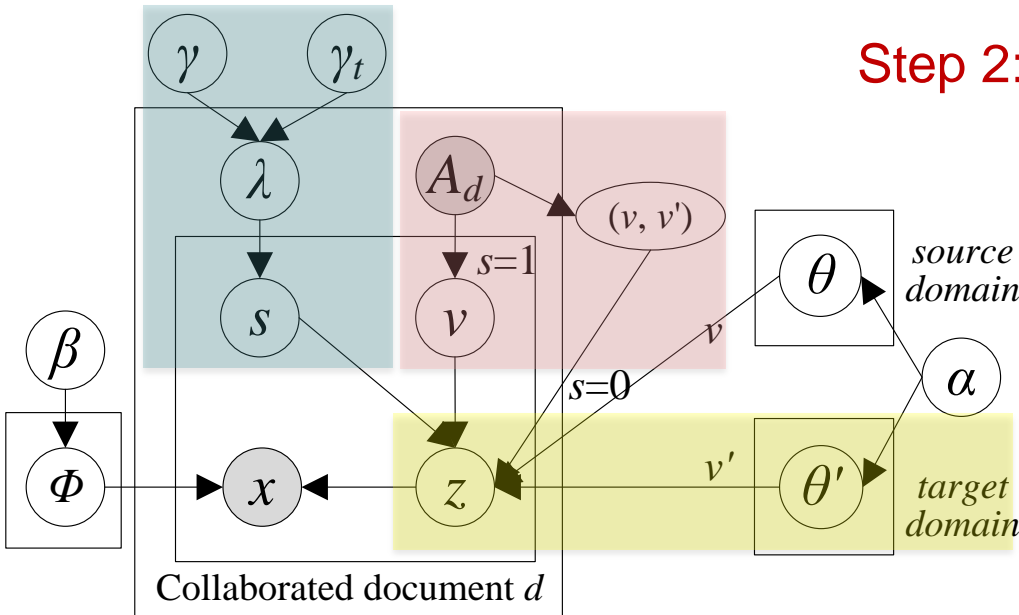 γ γt
Step 2:
λ Ad
(v, v')
s=1
source
θ
domain
s v
v
β
s=0
α
v'
target
Φ x z θ'
domain
Collaborated document d